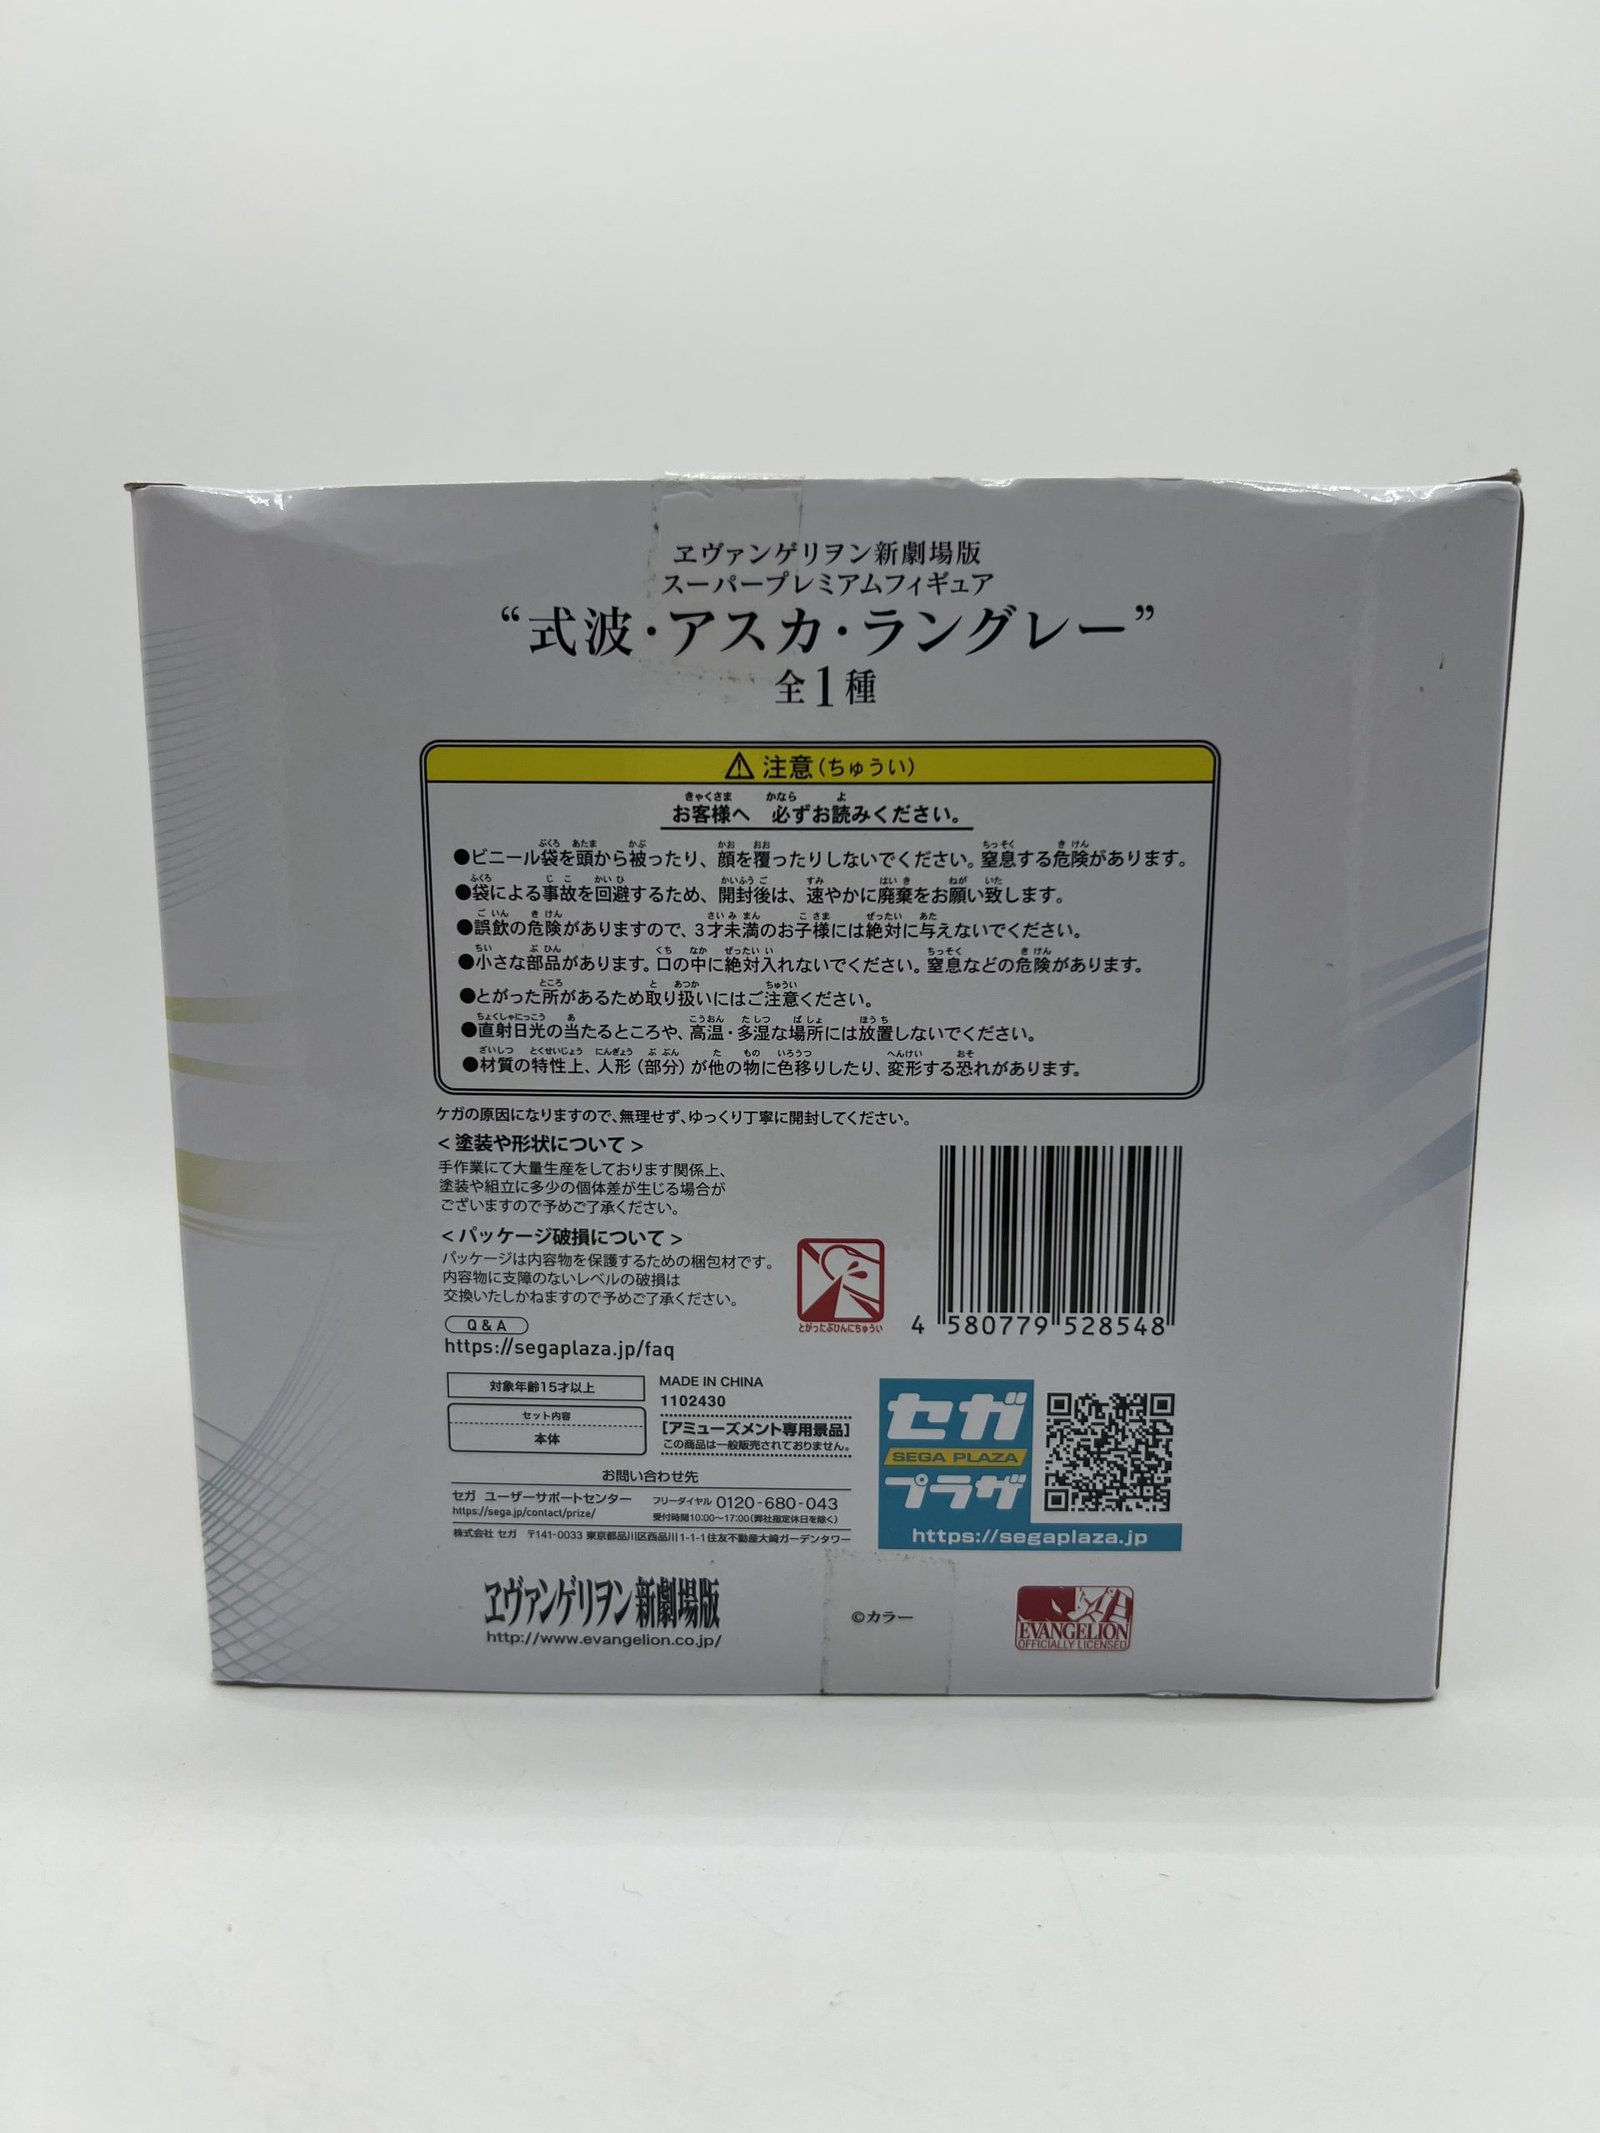 ヱヴァンゲリヲン新劇場版
スーパープレミアムフィギュア
“式波・アスカ・ラングレー”
全1種
注意(ちゅうい)
お客様へ 必ずお読みください。
●ビニール袋を頭から被ったり、顔を覆ったりしないでください。窒息する危険があります。
●袋による事故を回避するため、開封後は、速やかに廃棄をお願い致します。
●誤飲の危険がありますので、3才未満のお子様には絶対に与えないでください。
●小さな部品があります。口の中に絶対入れないでください。窒息などの危険があります。
●とがった所があるため取り扱いにはご注意ください。
●直射日光の当たるところや、高温・多湿な場所には放置しないでください。
●材質の特性上、人形(部分)が他の物に色移りしたり、変形する恐れがあります。
ケガの原因になりますので、無理せず、ゆっくり丁寧に開封してください。
<塗装や形状について>
手作業にて大量生産をしております関係上、
塗装や組立に多少の個体差が生じる場合が
ございますので予めご了承ください。
<パッケージ破損について>
パッケージは内容物を保護するための梱包材です。
内容物に支障のないレベルの破損は
交換いたしかねますので予めご了承ください。
Q&A
https://segaplaza.jp/faq
とがったぶひんにちゅうい
4 580779 528548
対象年齢15才以上
セット内容
本体
MADE IN CHINA
1102430
[アミューズメント専用景品]
この商品は一般販売されておりません。
お問い合わせ先
セガ ユーザーサポートセンター
https://sega.jp/contact/prize/
フリーダイヤル 0120-680-043
受付時間10:00〜17:00(弊社指定休日を除く)
株式会社 セガ 〒141-0033 東京都品川区西品川1-1-1住友不動産大崎ガーデンタワー
セガ
SEGA PLAZA
プラザ
https://segaplaza.jp
ヱヴァンゲリヲン新劇場版
http://www.evangelion.co.jp/
©カラー
EVANGELION
OFFICIALLY LICENSED